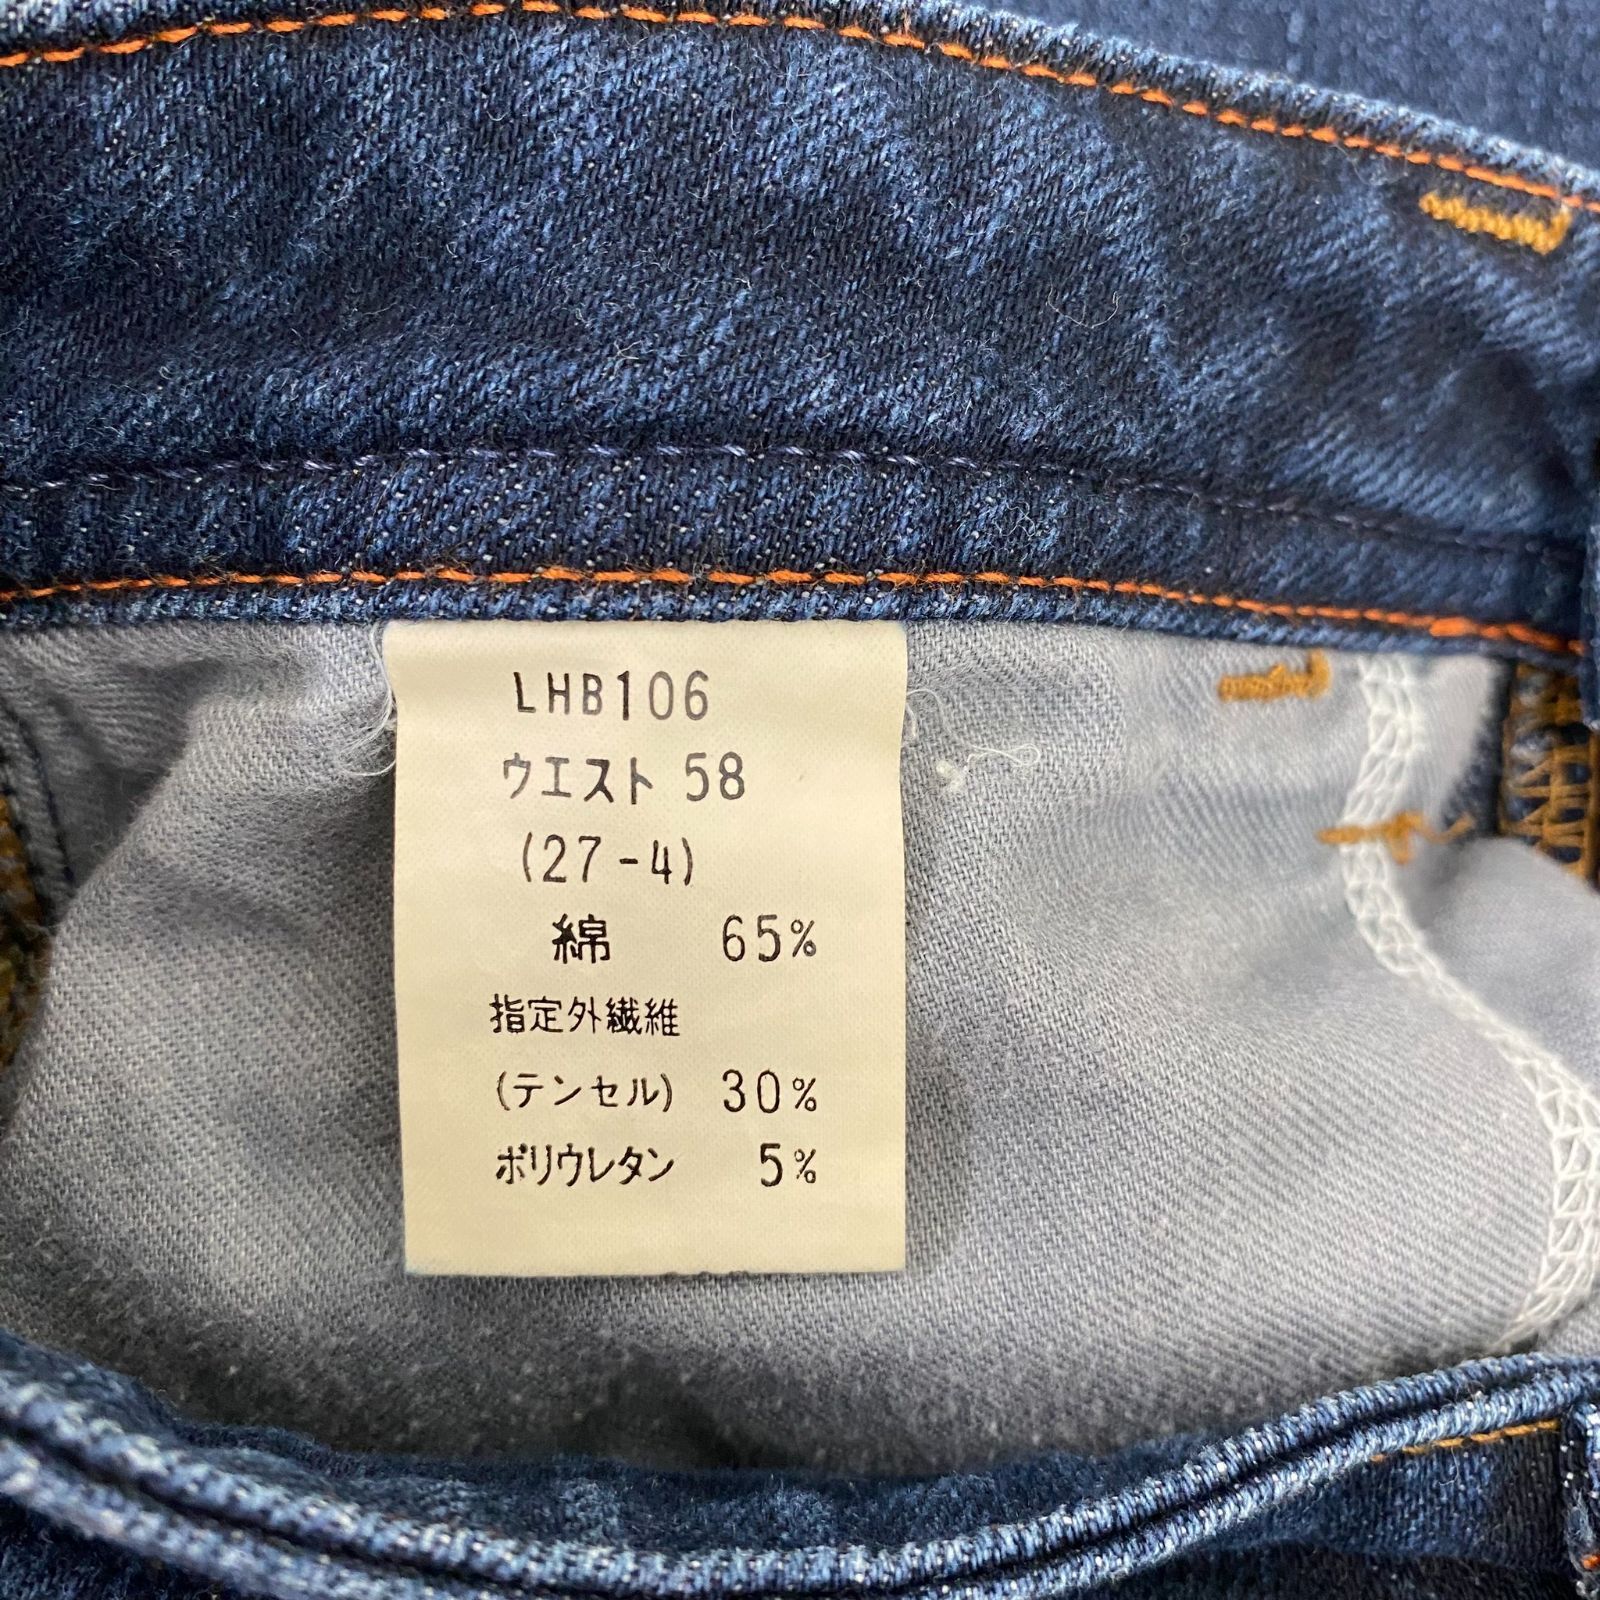 LHB106
ウエスト 58
(27-4)
綿 65%
指定外繊維
(テンセル) 30%
ポリウレタン 5%